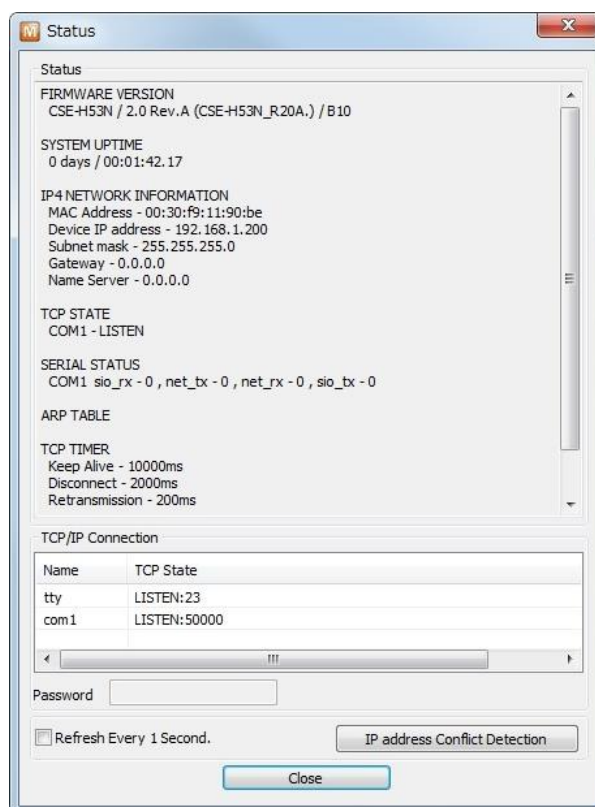 Status
Status
FIRMWARE VERSION
CSE-H53N / 2.0 Rev.A (CSE-H53N_R20A.) / B10
SYSTEM UPTIME
0 days / 00:01:42.17
IP4 NETWORK INFORMATION
MAC Address - 00:30:f9:11:90:be
Device IP address - 192.168.1.200
Subnet mask - 255.255.255.0
Gateway - 0.0.0.0
Name Server - 0.0.0.0
TCP STATE
COM1 - LISTEN
SERIAL STATUS
COM1 sio_rx - 0 , net_tx - 0 , net_rx - 0 , sio_tx - 0
ARP TABLE
TCP TIMER
Keep Alive - 10000ms
Disconnect - 2000ms
Retransmission - 200ms
TCP/IP Connection
Name TCP State
tty LISTEN:23
com1 LISTEN:50000
Password
Refresh Every 1 Second.
IP address Conflict Detection
Close